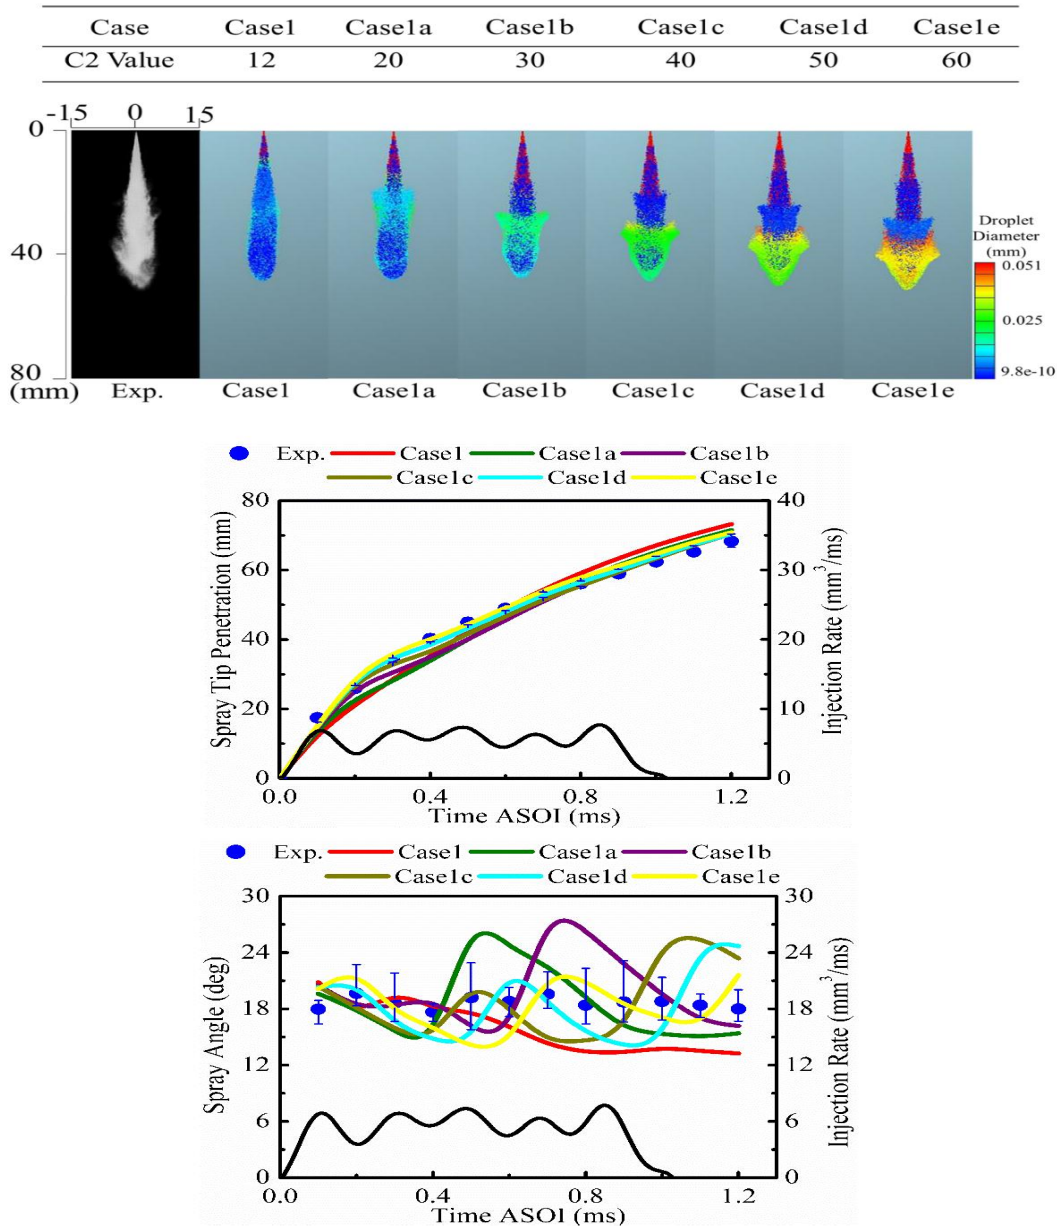 Case Case1 Case1a Case1b Case1c Case1d Case1e
C2 Value 12 20 30 40 50 60
-15 0 15
0
40
80
(mm)
Droplet
Diameter
(mm)
0.051
0.025
9.8e-10
Exp. Case1 Case1a Case1b Case1c Case1d Case1e
Exp. Case1 Case1a Case1b
Case1c Case1d Case1e
80 40
60 30
40 20
20 10
0 0
Spray Tip Penetration (mm)
Injection Rate (mm³/ms)
0.0 0.4 0.8 1.2
Time ASOI (ms)
Exp. Case1 Case1a Case1b
Case1c Case1d Case1e
30 30
24 24
18 18
12 12
6 6
0 0
Spray Angle (deg)
Injection Rate (mm³/ms)
0.0 0.4 0.8 1.2
Time ASOI (ms)